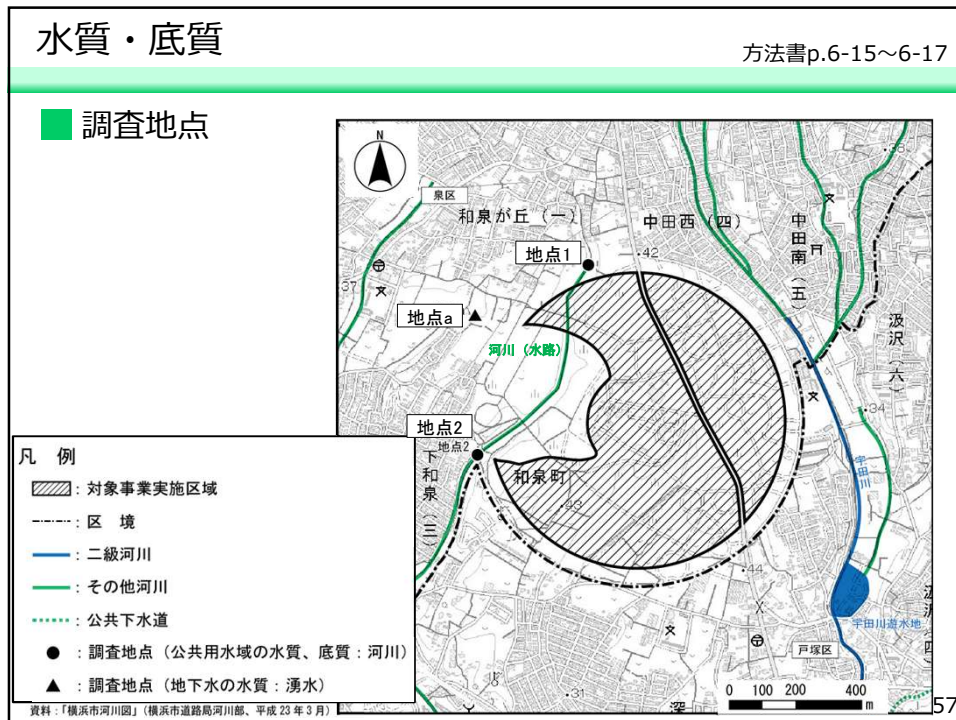 水質・底質
方法書p.6-15～6-17
調査地点
N
泉区
和泉が丘（一）
中田西（四）
中田南（五）
汲沢（六）
地点1
42
38
37
地点a
河川（水路）
34
宇田川
地点2
地点2
下和泉（三）
和泉町
43
44
宇田川遊水地
汲沢（四）
戸塚区
31
深
0 100 200 400
m
凡 例
：対象事業実施区域
：区 境
：二級河川
：その他河川
：公共下水道
：調査地点（公共用水域の水質、底質：河川）
：調査地点（地下水の水質：湧水）
資料：「横浜市河川図」（横浜市道路局河川部、平成23年3月）
57